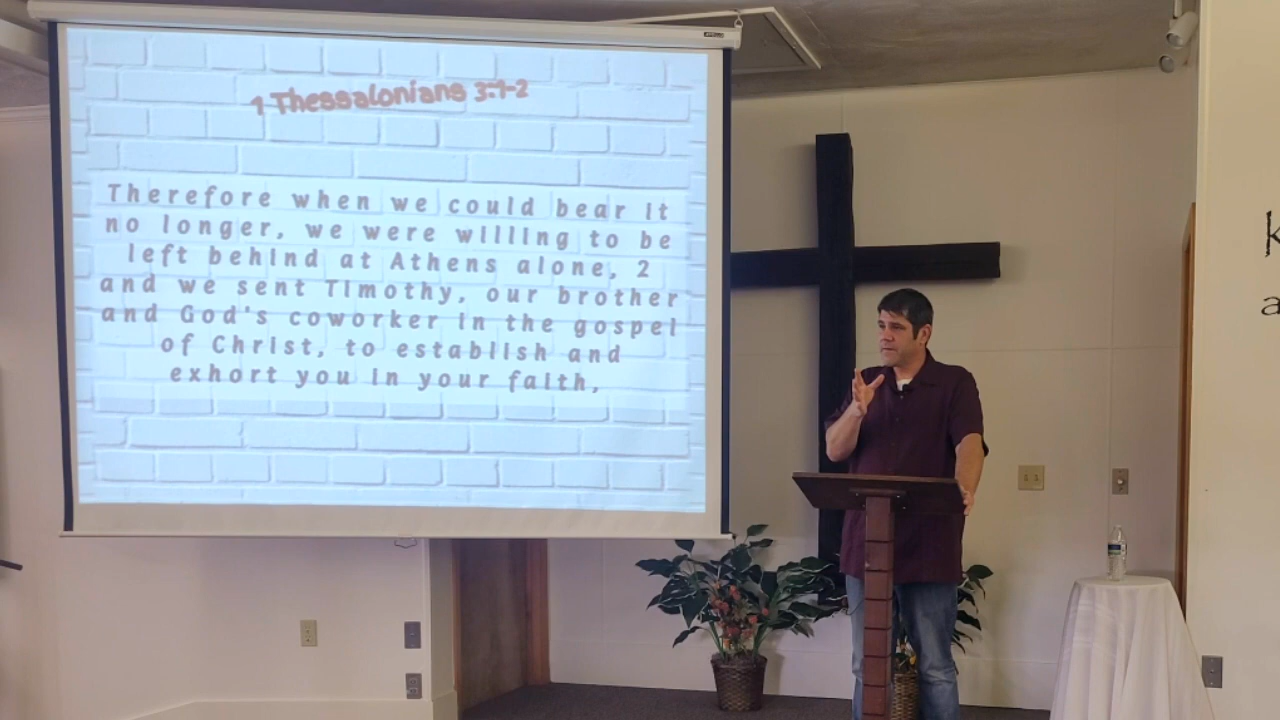 1 Thessalonians 3:1-2
Therefore when we could bear it
no longer, we were willing to be
left behind at Athens alone, 2
and we sent Timothy, our brother
and God's coworker in the gospel
of Christ, to establish and
exhort you in your faith,